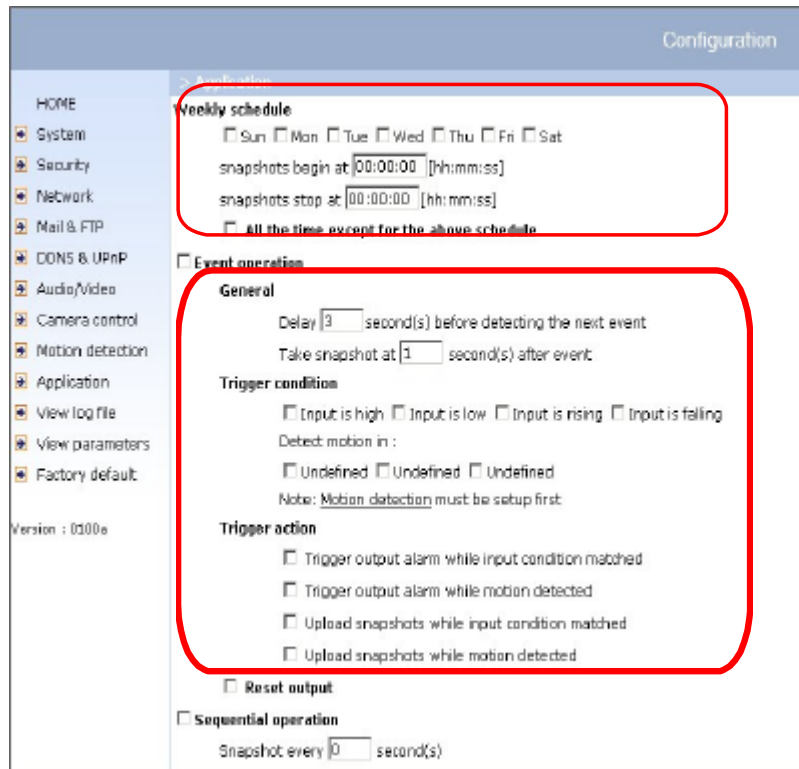 Configuration
> Application
HOME
System
Security
Network
Mail & FTP
DDNS & UPnP
Audio/Video
Camera control
Motion detection
Application
View log file
View parameters
Factory default
Version : 0100a
Weekly schedule
Sun Mon Tue Wed Thu Fri Sat
snapshots begin at 00:00:00 [hh:mm:ss]
snapshots stop at 00:00:00 [hh:mm:ss]
All the time except for the above schedule
Event operation
General
Delay 3 second(s) before detecting the next event
Take snapshot at 1 second(s) after event
Trigger condition
Input is high Input is low Input is rising Input is falling
Detect motion in :
Undefined Undefined Undefined
Note: Motion detection must be setup first
Trigger action
Trigger output alarm while input condition matched
Trigger output alarm while motion detected
Upload snapshots while input condition matched
Upload snapshots while motion detected
Reset output
Sequential operation
Snapshot every 0 second(s)